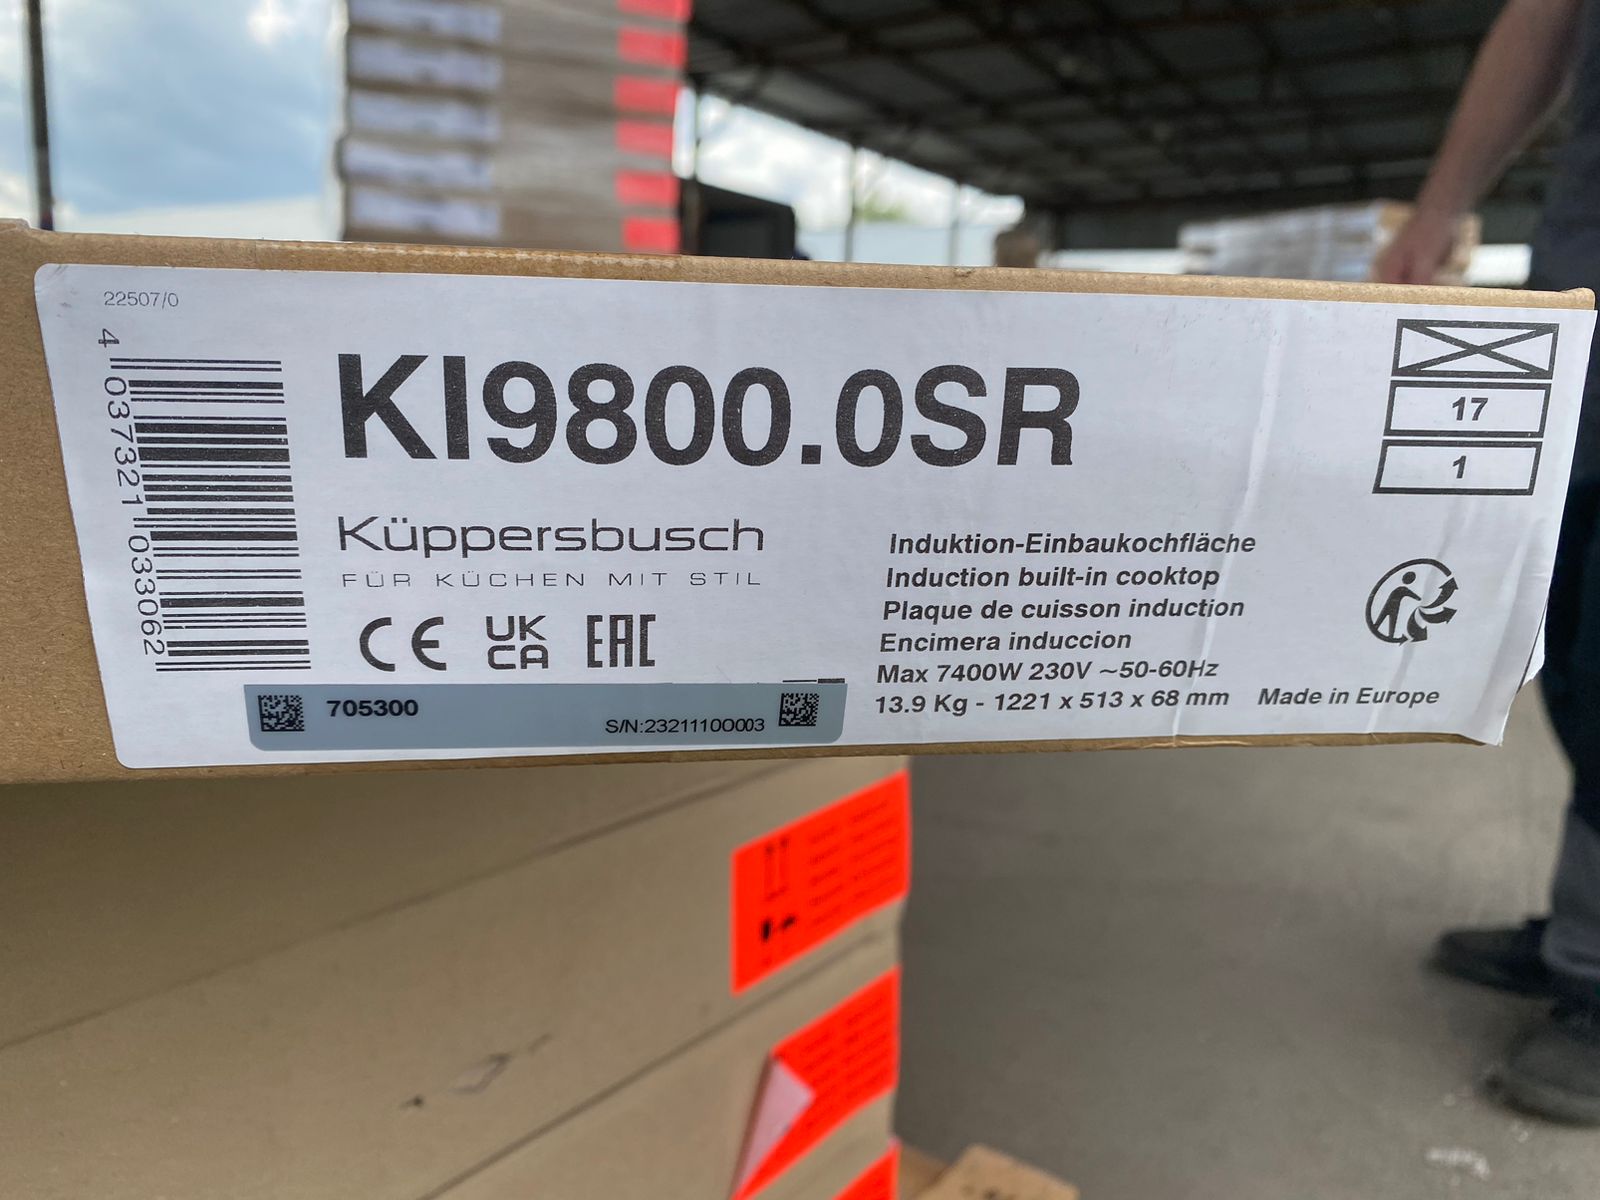 22507/0
4 037321 033062
KI9800.0SR
Küppersbusch
FÜR KÜCHEN MIT STIL
CE UK CA EAC
705300
S/N:23211100003
17
1
Induktion-Einbaukochfläche
Induction built-in cooktop
Plaque de cuisson induction
Encimera induccion
Max 7400W 230V ~50-60Hz
13.9 Kg - 1221 x 513 x 68 mm Made in Europe